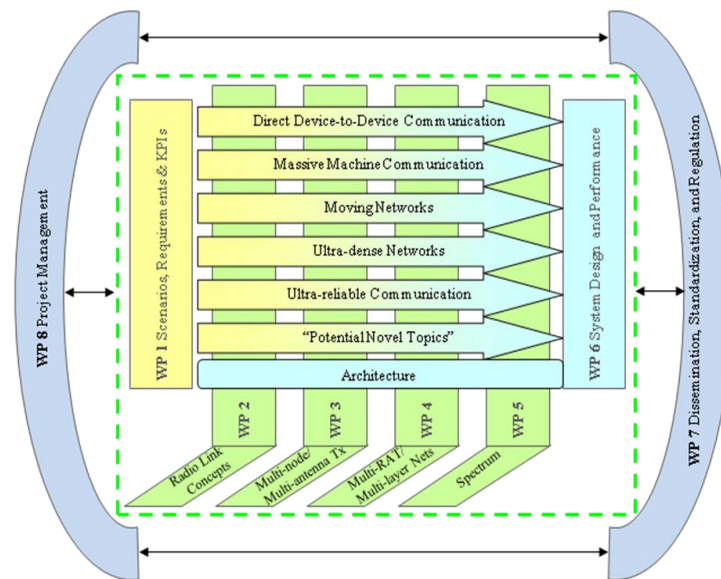 WP 8 Project Management
WP 1 Scenarios, Requirements & KPIs
Direct Device-to-Device Communication
Massive Machine Communication
Moving Networks
Ultra-dense Networks
Ultra-reliable Communication
“Potential Novel Topics”
Architecture
WP 6 System Design and Performance
WP 7 Dissemination, Standardization, and Regulation
WP 2
WP 3
WP 4
WP 5
Radio Link
Concepts
Multi-node/
Multi-antenna Tx
Multi-RAT/
Multi-layer Nets
Spectrum